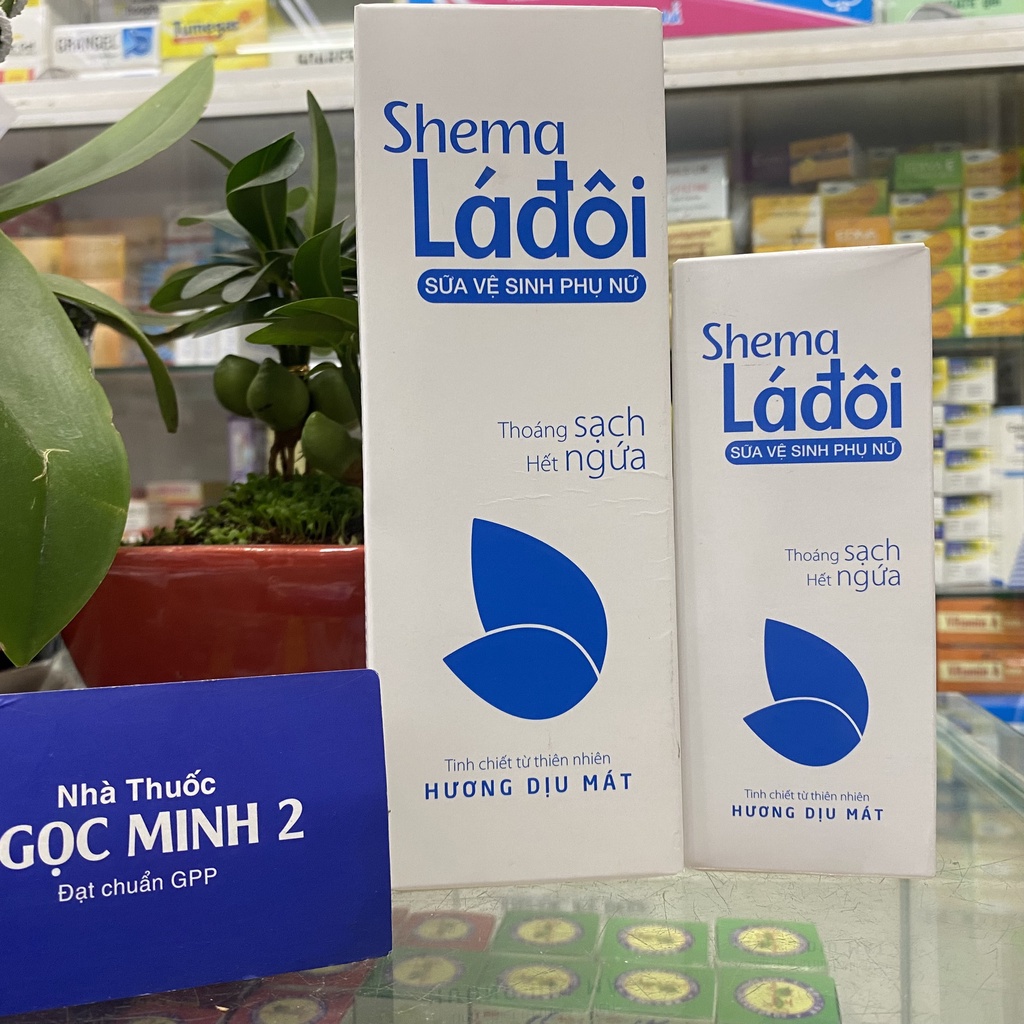 GRANGEL
Shema
Láđôi
SỮA VỆ SINH PHỤ NỮ
Thoáng sạch
Hết ngứa
Tinh chiết từ thiên nhiên
HƯƠNG DỊU MÁT
Shema
Láđôi
SỮA VỆ SINH PHỤ NỮ
Thoáng sạch
Hết ngứa
Tinh chiết từ thiên nhiên
HƯƠNG DỊU MÁT
Nhà Thuốc
GỌC MINH 2
Đạt chuẩn GPP